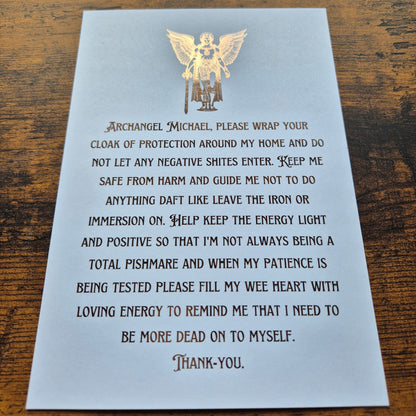 Archangel Michael, please wrap your
cloak of protection around my home and do
not let any negative shites enter. Keep me
safe from harm and guide me not to do
anything daft like leave the iron or
immersion on. Help keep the energy light
and positive so that I'm not always being a
total pishmare and when my patience is
being tested please fill my wee heart with
loving energy to remind me that I need to
be more dead on to myself.
Thank-you.